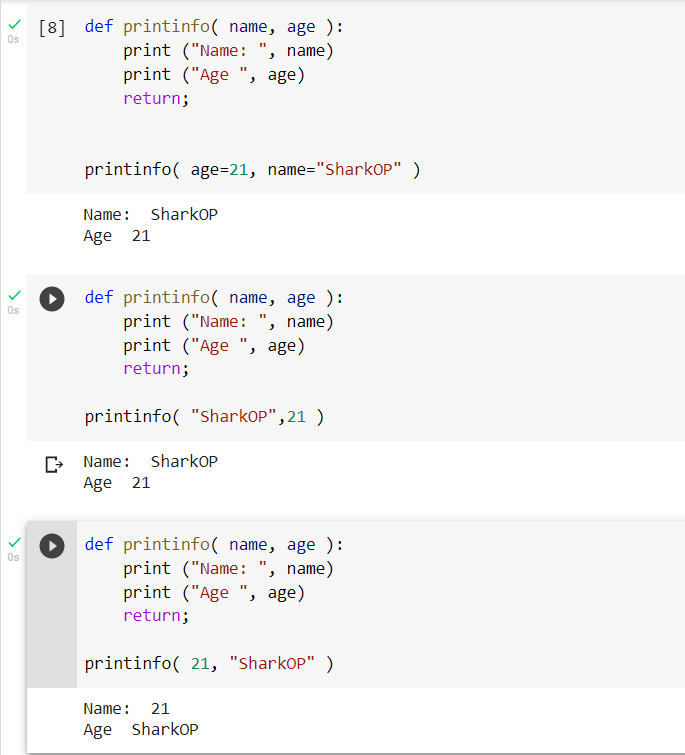 [8] def printinfo( name, age ):
print ("Name: ", name)
print ("Age ", age)
return;
printinfo( age=21, name="SharkOP" )
0s
Name:  SharkOP
Age  21
def printinfo( name, age ):
print ("Name: ", name)
print ("Age ", age)
return;
printinfo( "SharkOP",21 )
0s
Name:  SharkOP
Age  21
def printinfo( name, age ):
print ("Name: ", name)
print ("Age ", age)
return;
printinfo( 21, "SharkOP" )
0s
Name:  21
Age  SharkOP